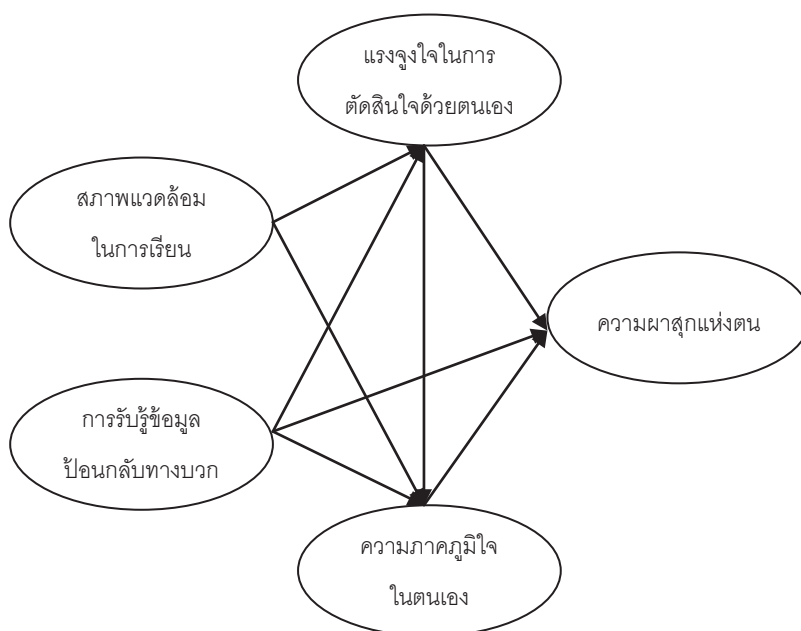 แรงจูงใจในการ
ตัดสินใจด้วยตนเอง
สภาพแวดล้อม
ในการเรียน
ความผาสุกแห่งตน
การรับรู้ข้อมูล
ป้อนกลับทางบวก
ความภาคภูมิใจ
ในตนเอง